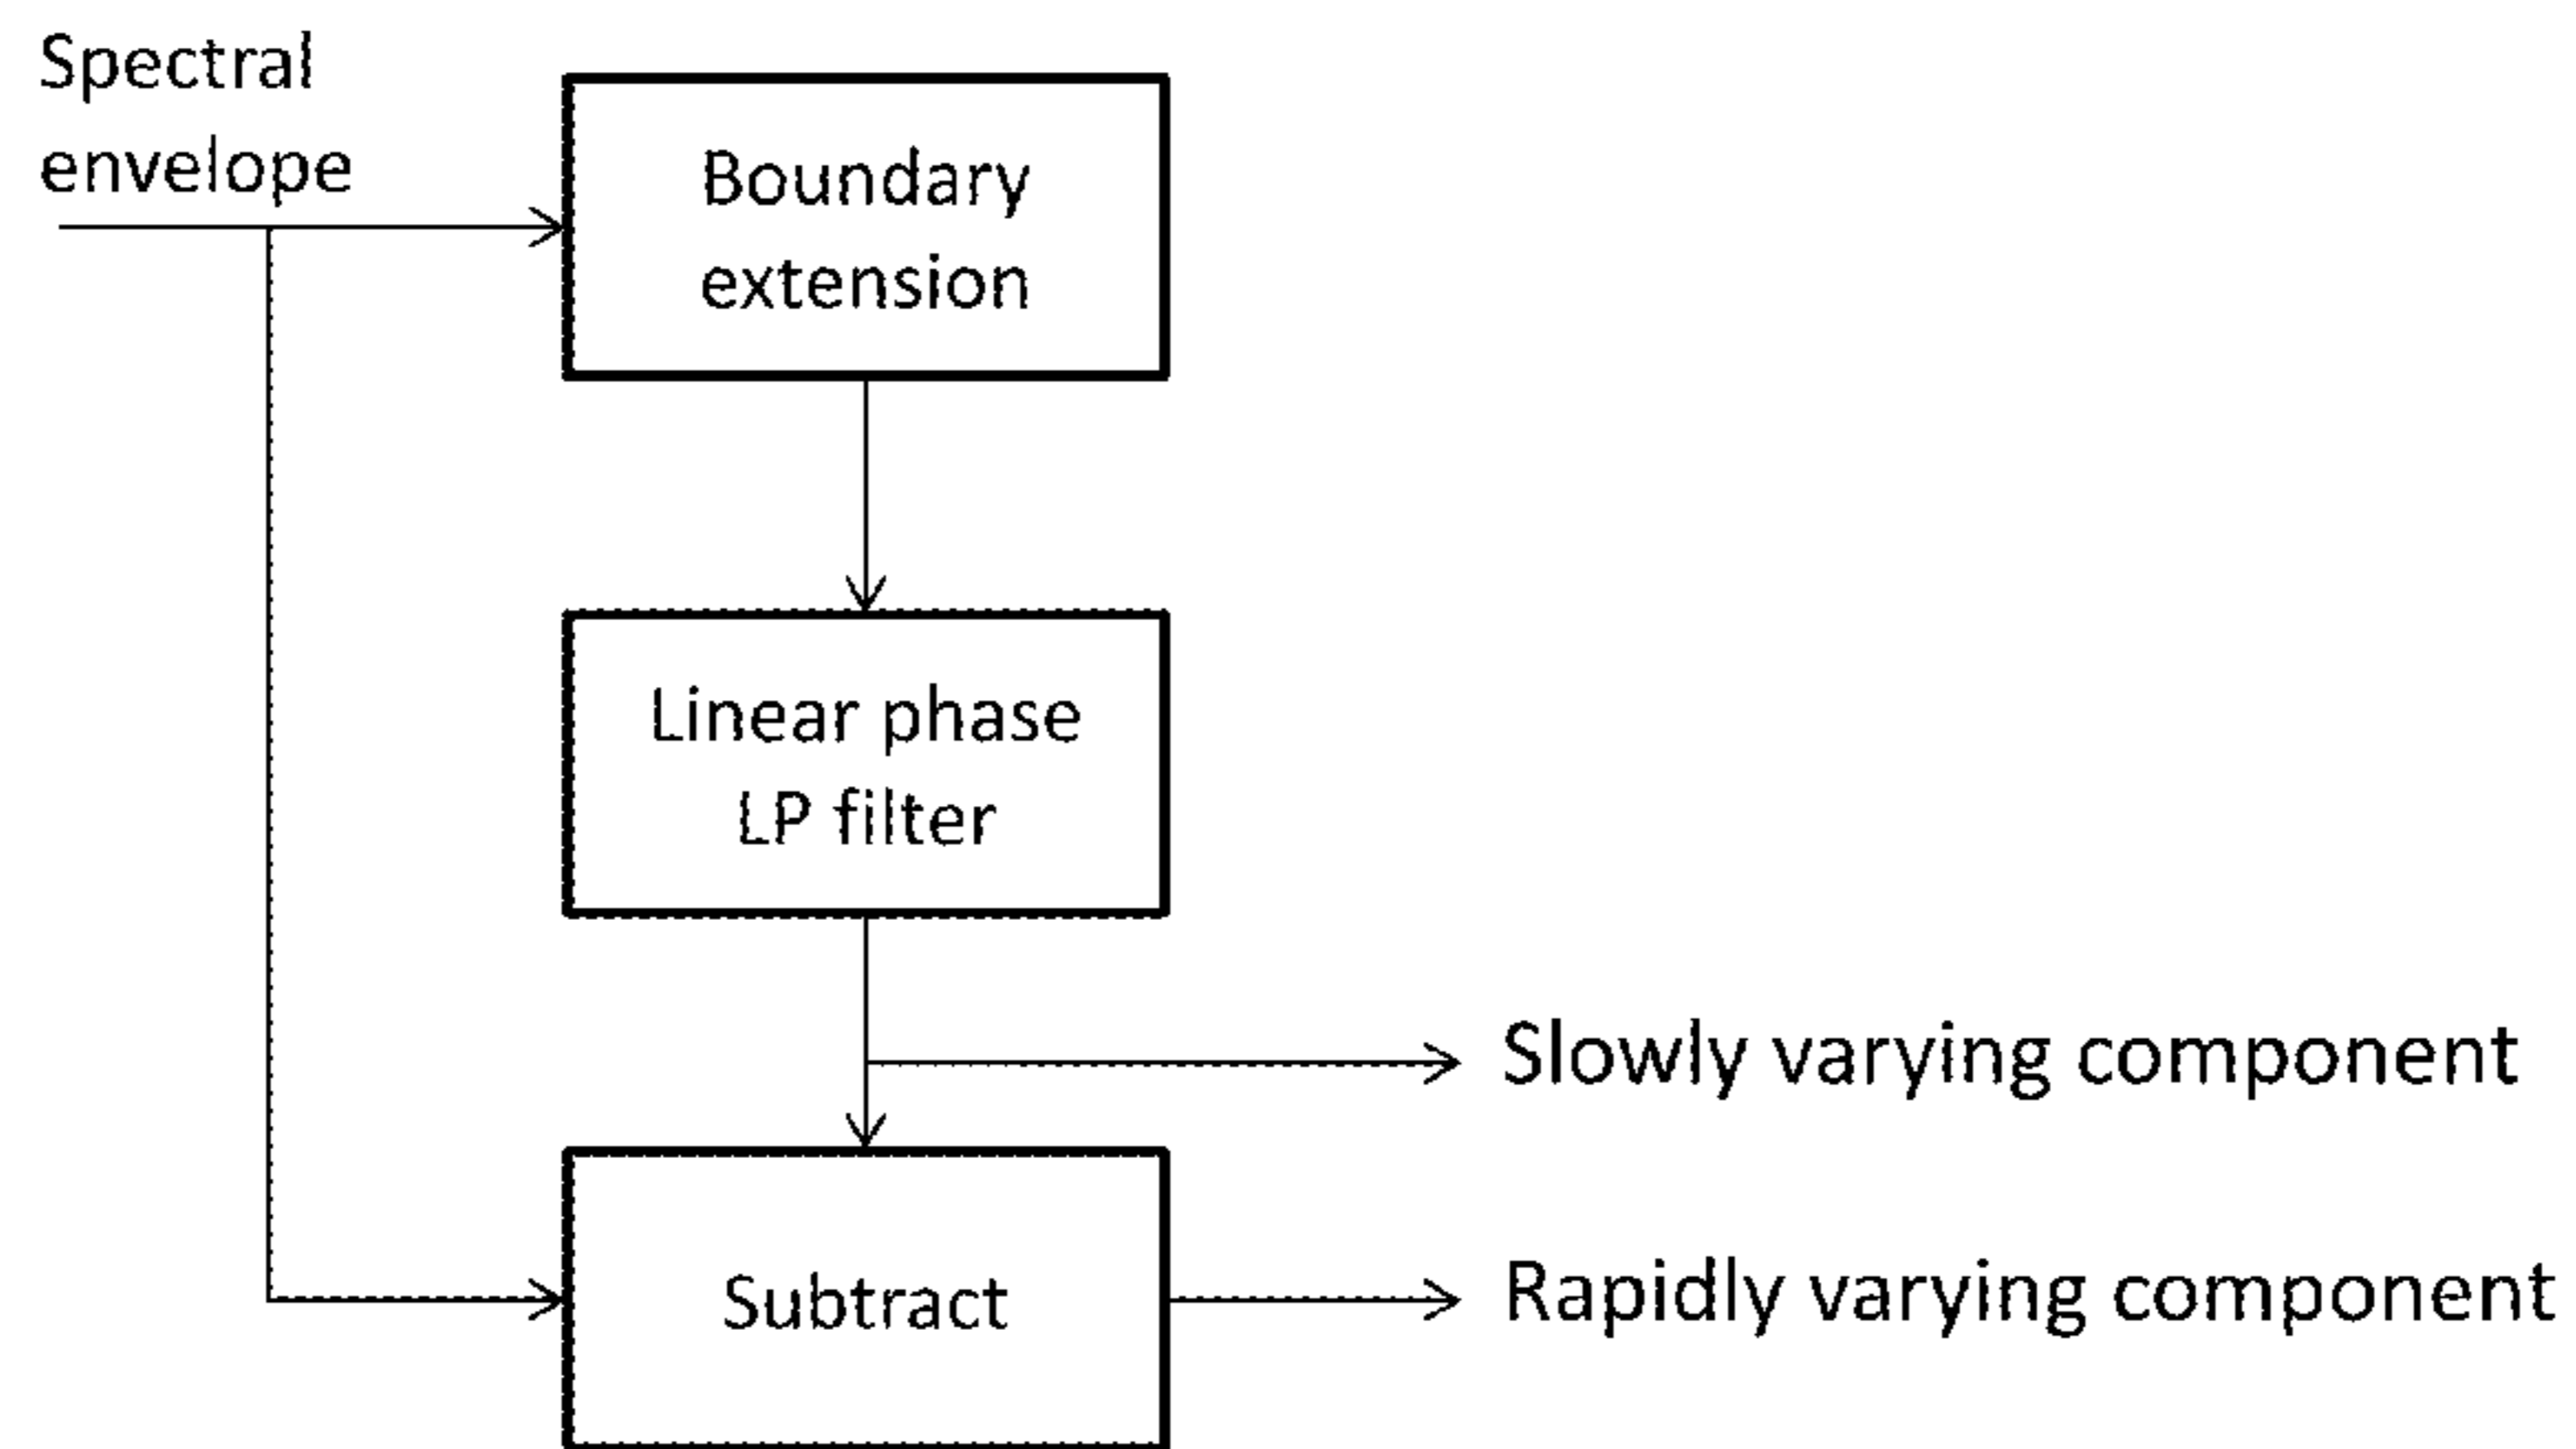 Spectral
envelope
Boundary
extension
Linear phase
LP filter
Slowly varying component
Subtract
Rapidly varying component